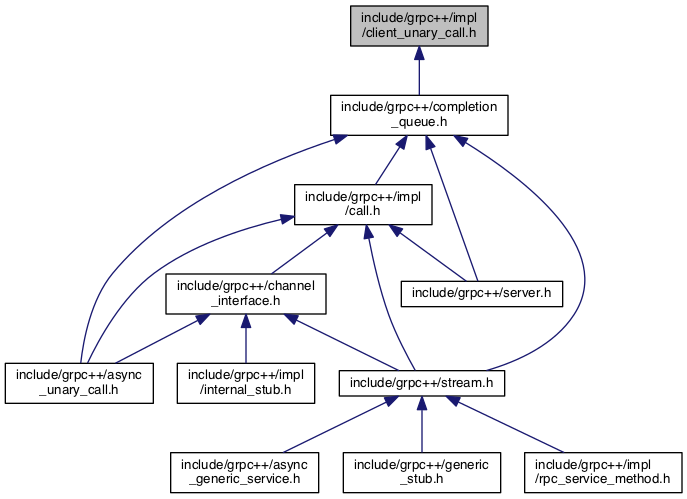 include/grpc++/impl
/client_unary_call.h
include/grpc++/completion
_queue.h
include/grpc++/impl
/call.h
include/grpc++/channel
_interface.h
include/grpc++/server.h
include/grpc++/async
_unary_call.h
include/grpc++/impl
/internal_stub.h
include/grpc++/stream.h
include/grpc++/async
_generic_service.h
include/grpc++/generic
_stub.h
include/grpc++/impl
/rpc_service_method.h